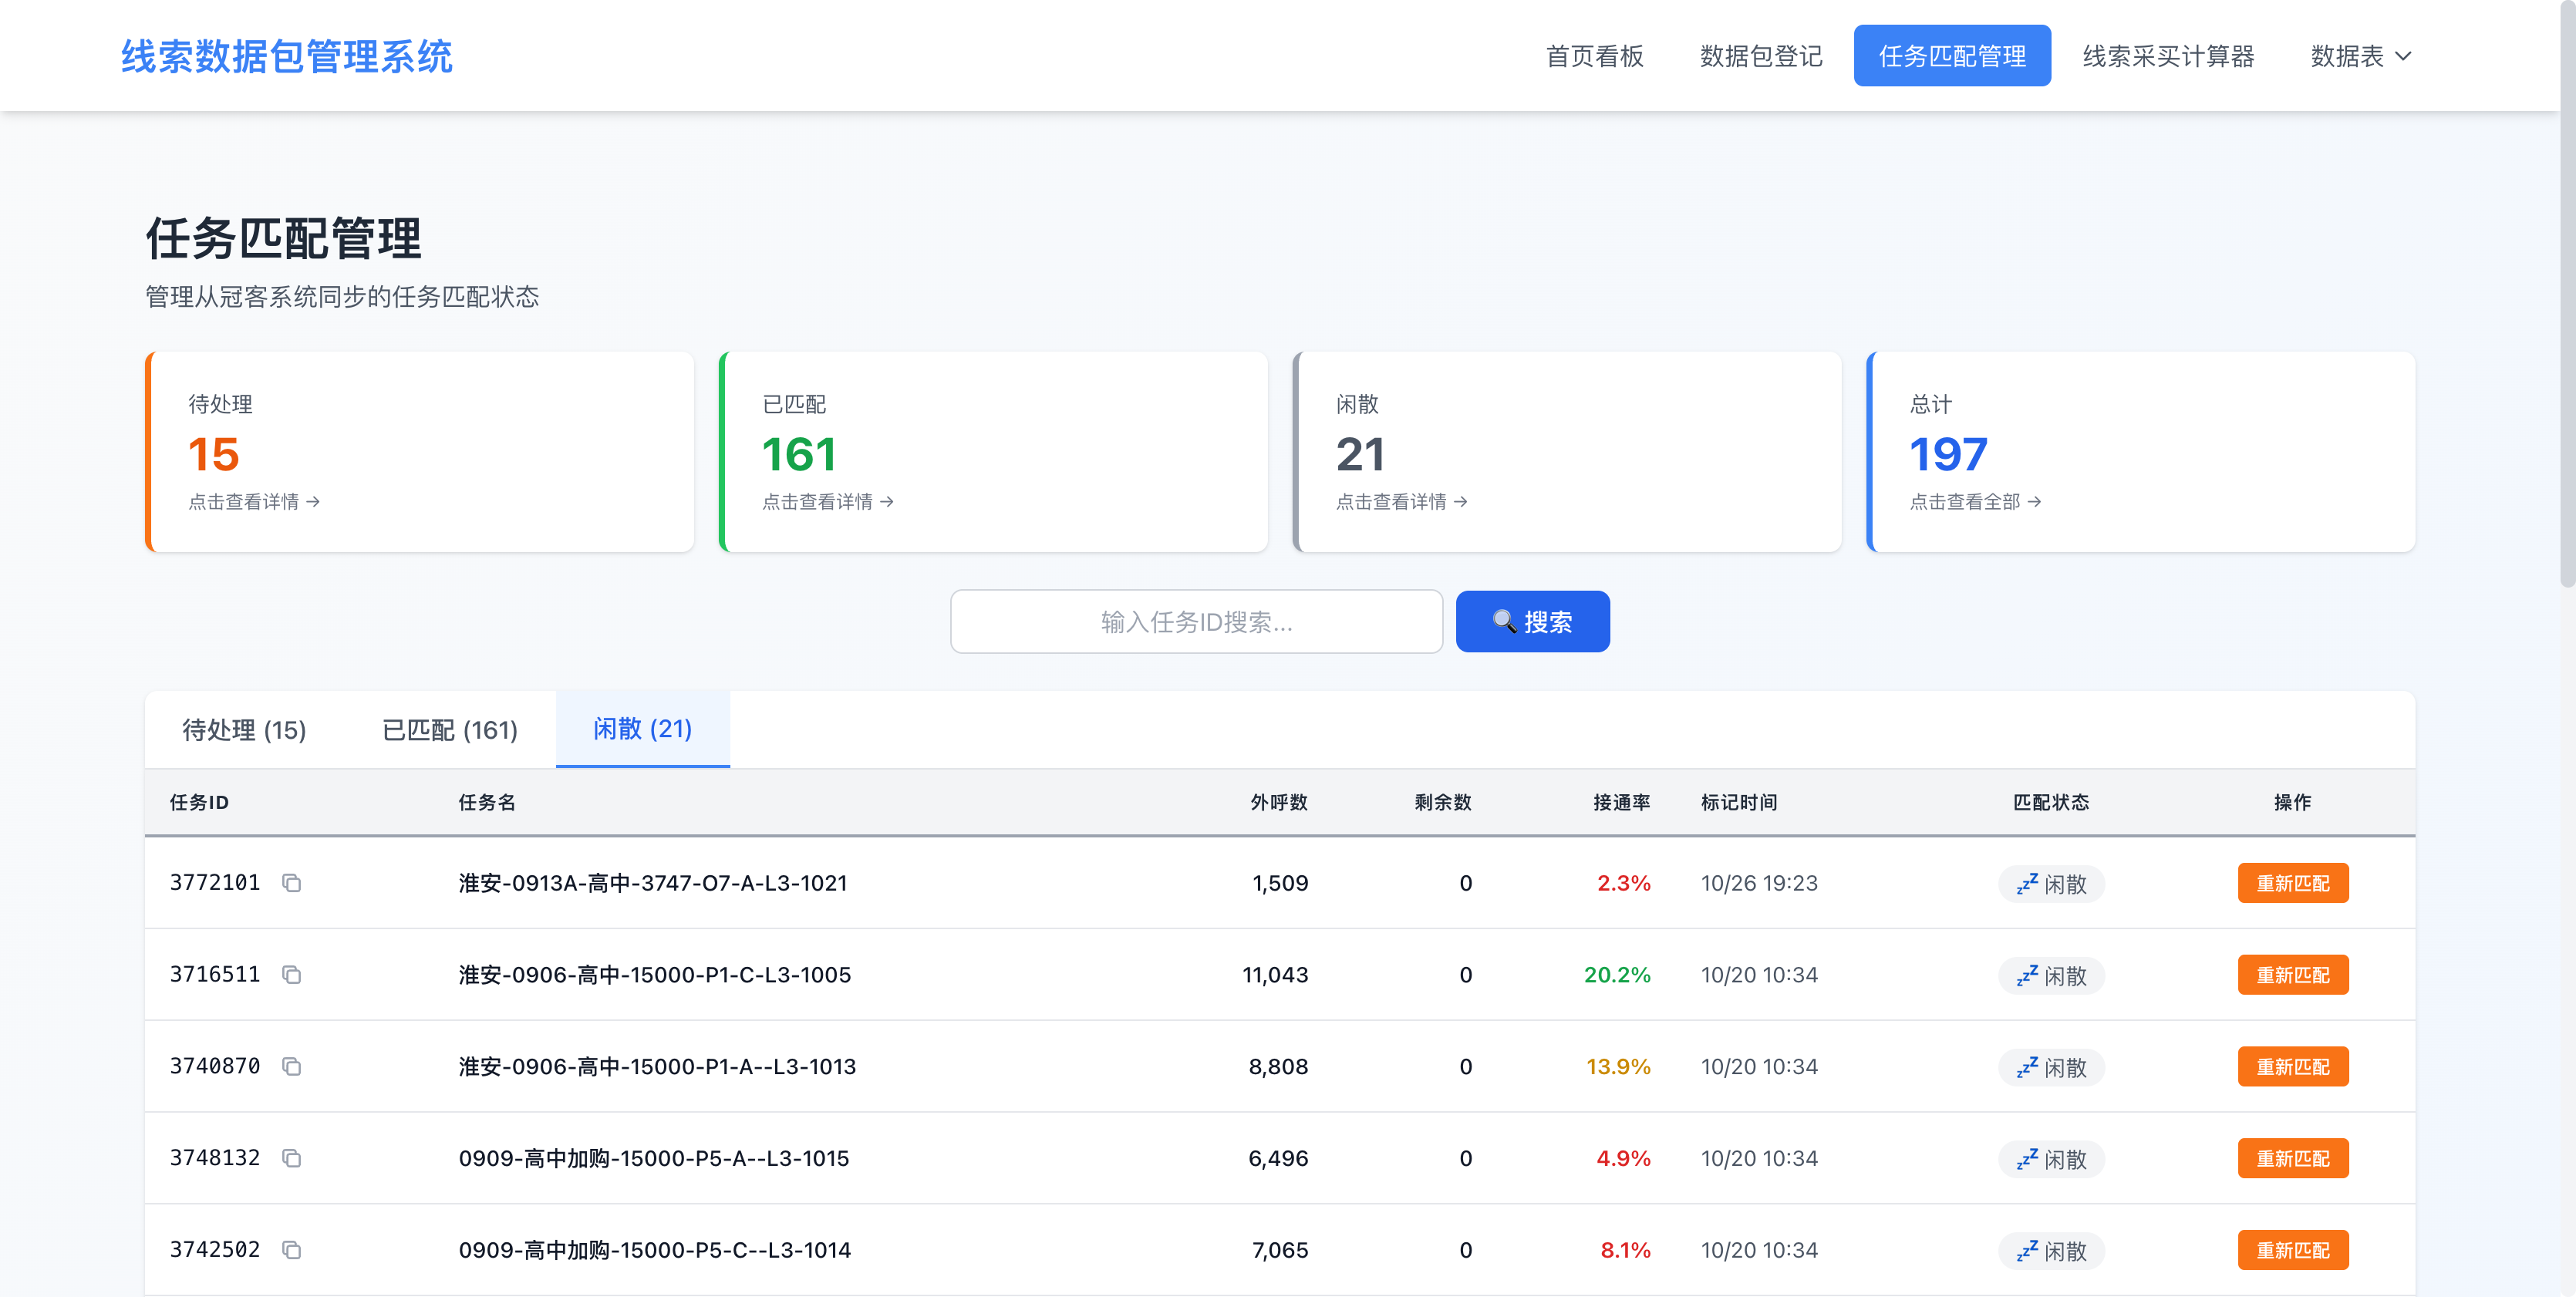 线索数据包管理系统 首页看板 数据包登记 任务匹配管理 线索采买计算器 数据表
任务匹配管理
管理从冠客系统同步的任务匹配状态
待处理 已匹配 闲散 总计
15 161 21 197
点击查看详情 → 点击查看详情 → 点击查看详情 → 点击查看全部 →
输入任务ID搜索... 搜索
待处理 (15) 已匹配 (161) 闲散 (21)
任务ID 任务名 外呼数 剩余数 接通率 标记时间 匹配状态 操作
3772101 淮安-0913A-高中-3747-O7-A-L3-1021 1,509 0 2.3% 10/26 19:23 💤 闲散 重新匹配
3716511 淮安-0906-高中-15000-P1-C-L3-1005 11,043 0 20.2% 10/20 10:34 💤 闲散 重新匹配
3740870 淮安-0906-高中-15000-P1-A--L3-1013 8,808 0 13.9% 10/20 10:34 💤 闲散 重新匹配
3748132 0909-高中加购-15000-P5-A--L3-1015 6,496 0 4.9% 10/20 10:34 💤 闲散 重新匹配
3742502 0909-高中加购-15000-P5-C--L3-1014 7,065 0 8.1% 10/20 10:34 💤 闲散 重新匹配